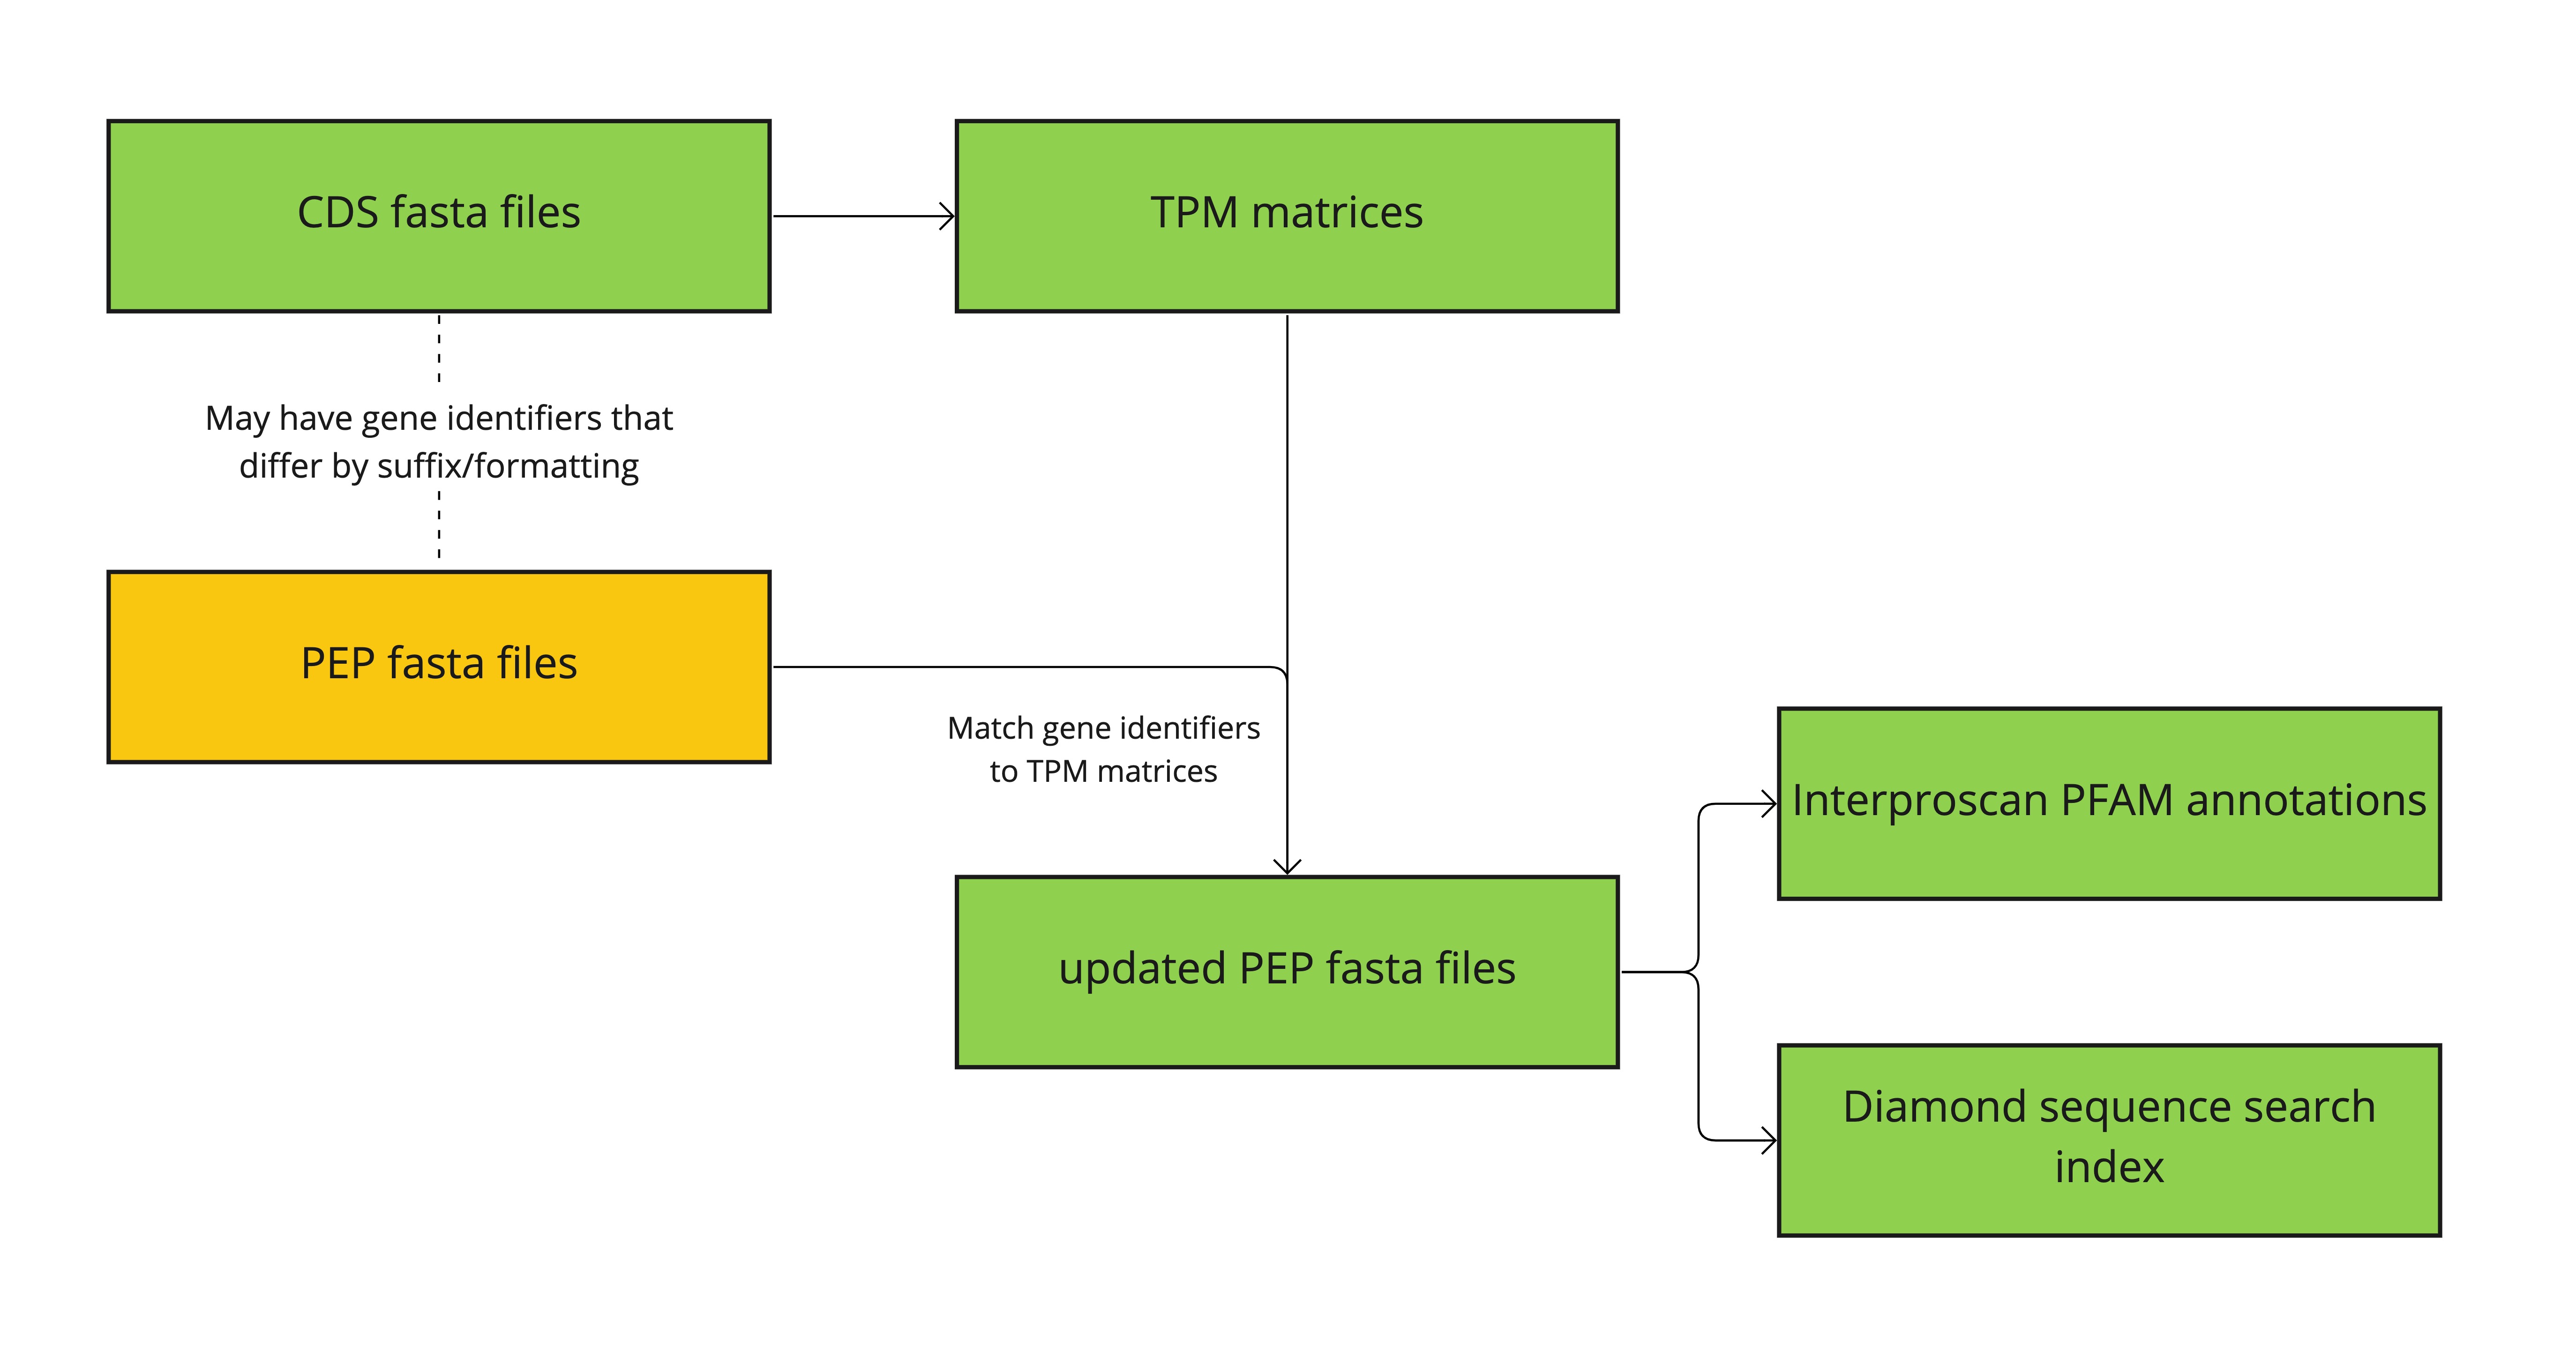 CDS fasta files
TPM matrices
May have gene identifiers that
differ by suffix/formatting
PEP fasta files
Match gene identifiers
to TPM matrices
Interproscan PFAM annotations
updated PEP fasta files
Diamond sequence search
index